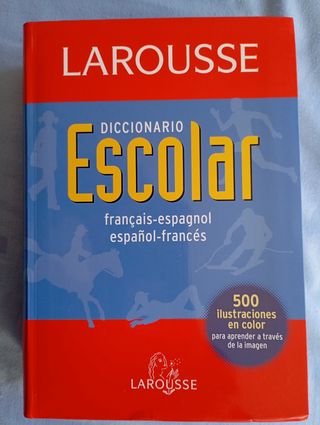 LAROUSSE
DICCIONARIO
Escolar
français-espagnol
español-francés
500
ilustraciones
en color
para aprender a través
de la imagen
LAROUSSE